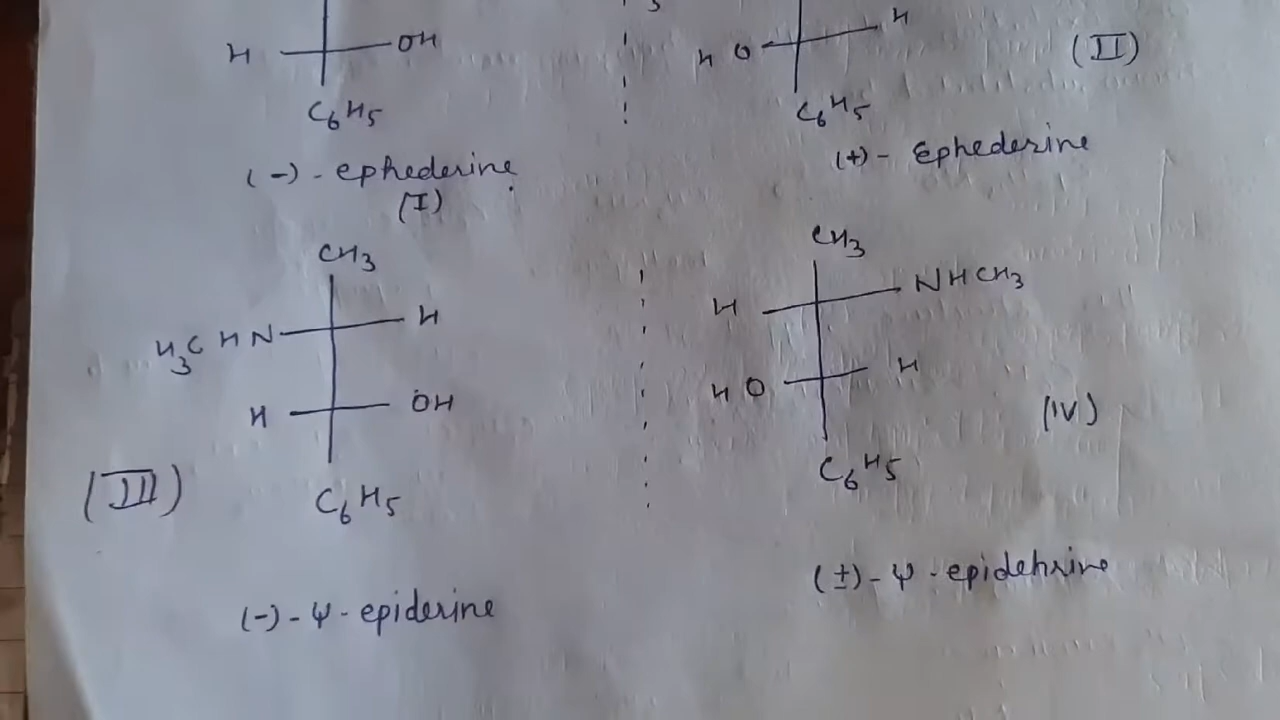 3
H OH
C6H5
(-) - ephederine
(I)
H
HO
(II)
C6H5
(+) - Ephederine
CH3
H3CHN H
H OH
(III)
C6H5
(-) - ψ - epiderine
CH3
H NHCH3
HO H
(IV)
C6H5
(±) - ψ - epidehrine